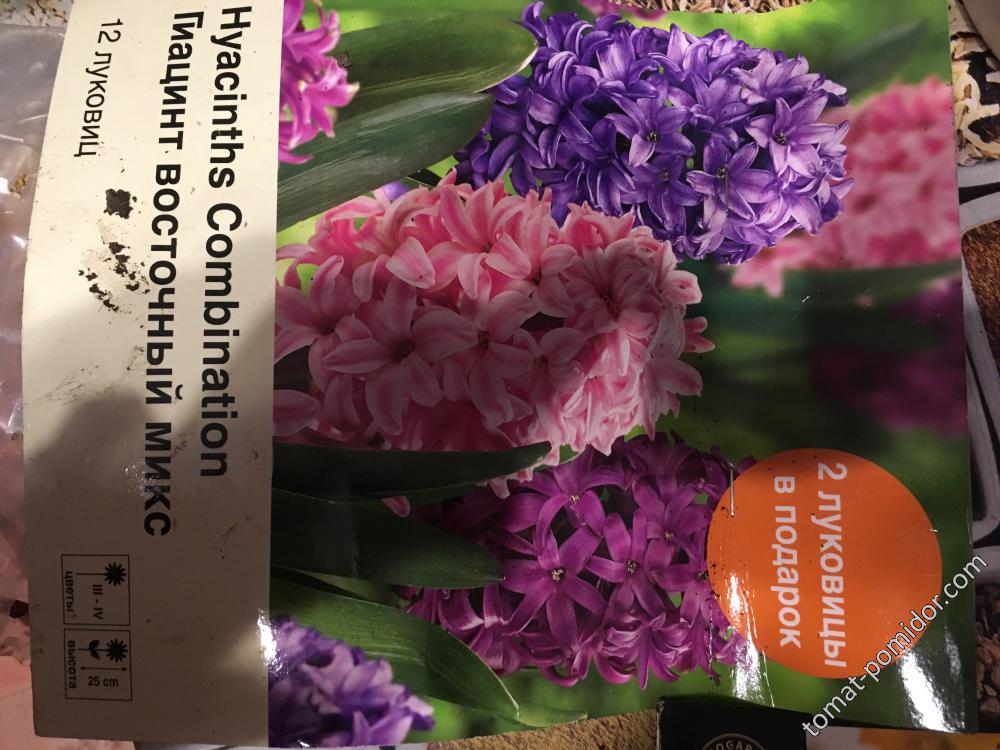 Hyacinths Combination
Гиацинт восточный микс
12 луковиц
2 луковицы
в подарок
III - IV
цветы
25 cm
высота
tomat-pomidor.com